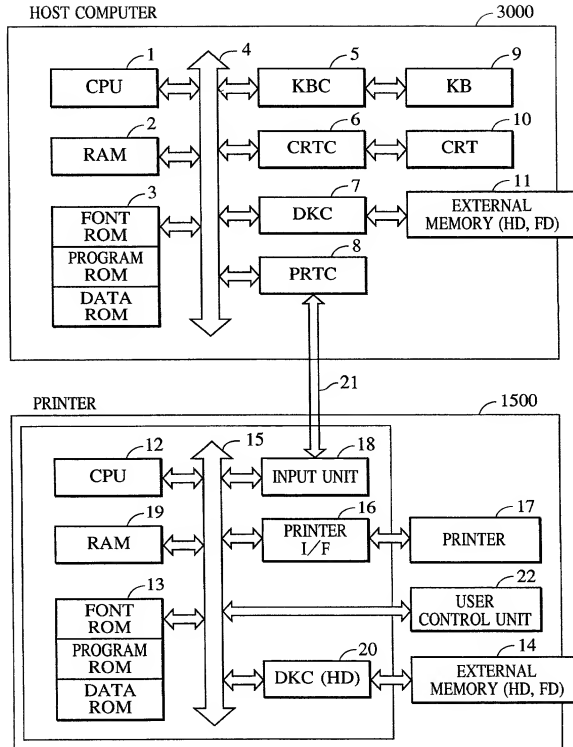 HOST COMPUTER
3000
1
4
5
9
CPU
KBC
KB
2
6
10
RAM
CRTC
CRT
3
7
11
FONT
ROM
PROGRAM
ROM
DATA
ROM
DKC
EXTERNAL
MEMORY (HD, FD)
8
PRTC
21
PRINTER
1500
12
15
18
CPU
INPUT UNIT
19
16
17
RAM
PRINTER
I/F
PRINTER
13
22
FONT
ROM
PROGRAM
ROM
DATA
ROM
USER
CONTROL UNIT
20
14
DKC (HD)
EXTERNAL
MEMORY (HD, FD)